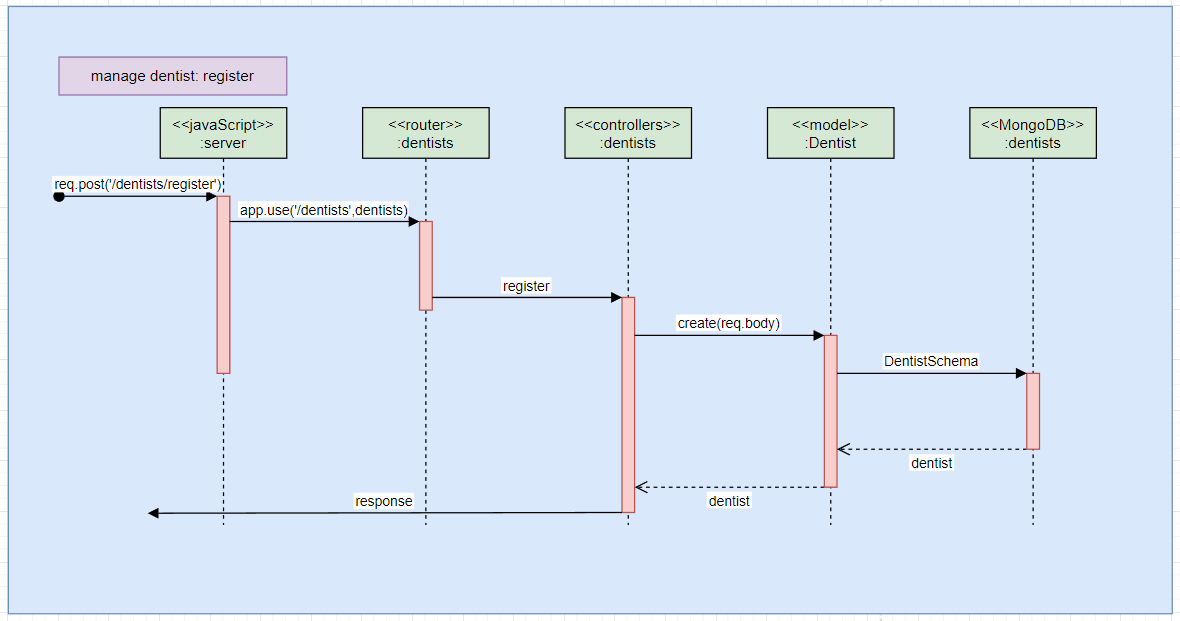 manage dentist: register
<<javaScript>>
:server
<<router>>
:dentists
<<controllers>>
:dentists
<<model>>
:Dentist
<<MongoDB>>
:dentists
req.post('/dentists/register')
app.use('/dentists',dentists)
register
create(req.body)
DentistSchema
dentist
dentist
response